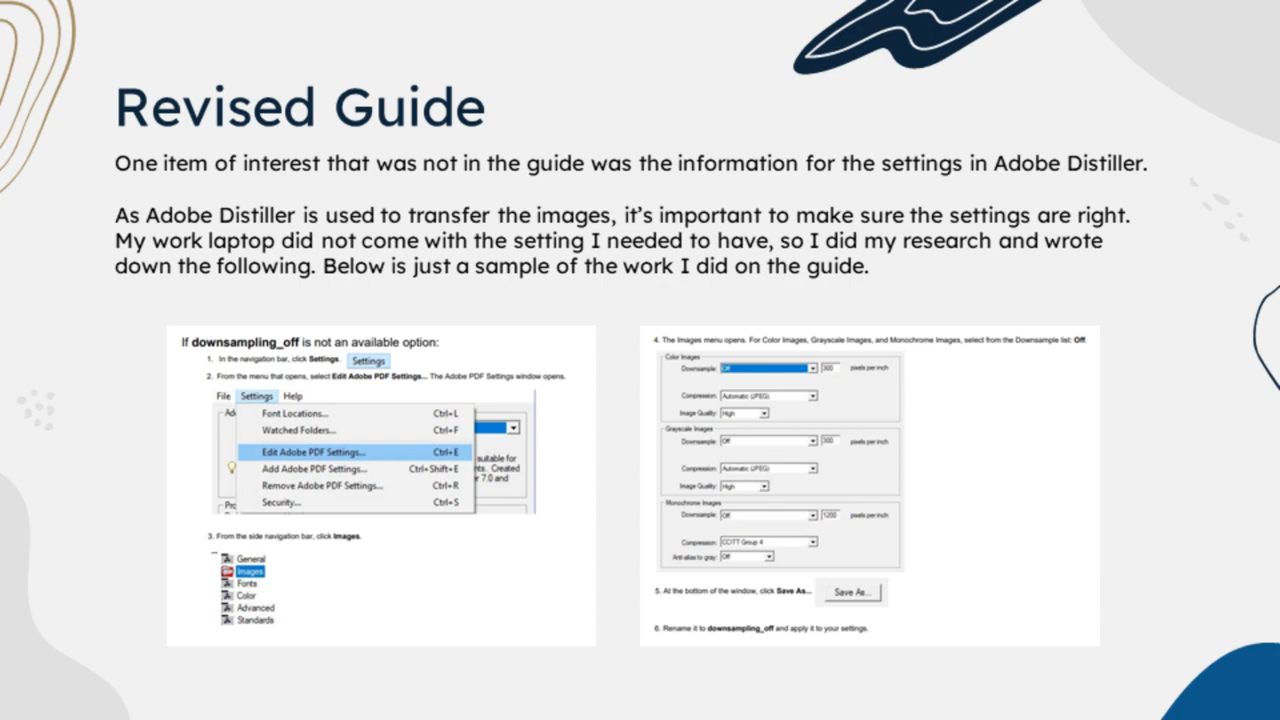 Revised Guide
One item of interest that was not in the guide was the information for the settings in Adobe Distiller.
As Adobe Distiller is used to transfer the images, it's important to make sure the settings are right.
My work laptop did not come with the setting I needed to have, so I did my research and wrote
down the following. Below is just a sample of the work I did on the guide.
If downsampling_off is not an available option:
1. In the navigation bar, click Settings. Settings
2. From the menu that opens, select Edit Adobe PDF Settings... The Adobe PDF Settings window opens.
File Settings Help
Font Locations... Ctrl+L
Watched Folders... Ctrl+F
Edit Adobe PDF Settings... Ctrl+E
suitable for
Add Adobe PDF Settings... Ctrl+Shift+E
nts. Created
Remove Adobe PDF Settings... Ctrl+R
r 7.0 and
Security... Ctrl+S
3. From the side navigation bar, click Images.
General
Images
Fonts
Color
Advanced
Standards
4. The Images menu opens. For Color Images, Grayscale Images, and Monochrome Images, select from the Downsample list: Off.
Color Images
Downsample: Off 300 pixels per inch
Compression: Automatic (JPEG)
Image Quality: High
Grayscale Images
Downsample: Off 300 pixels per inch
Compression: Automatic (JPEG)
Image Quality: High
Monochrome Images
Downsample: Off 1200 pixels per inch
Compression: CCITT Group 4
Anti-alias to gray: Off
5. At the bottom of the window, click Save As... Save As...
6. Rename it to downsampling_off and apply it to your settings.